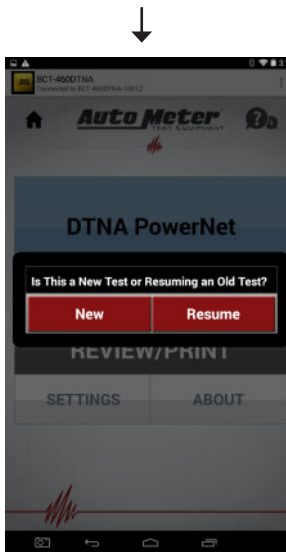 BCT-460DTNA
Connected to BCT-460DTNA-10012
Auto Meter
TEST EQUIPMENT
DTNA PowerNet
Is This a New Test or Resuming an Old Test?
New Resume
REVIEW/PRINT
SETTINGS ABOUT